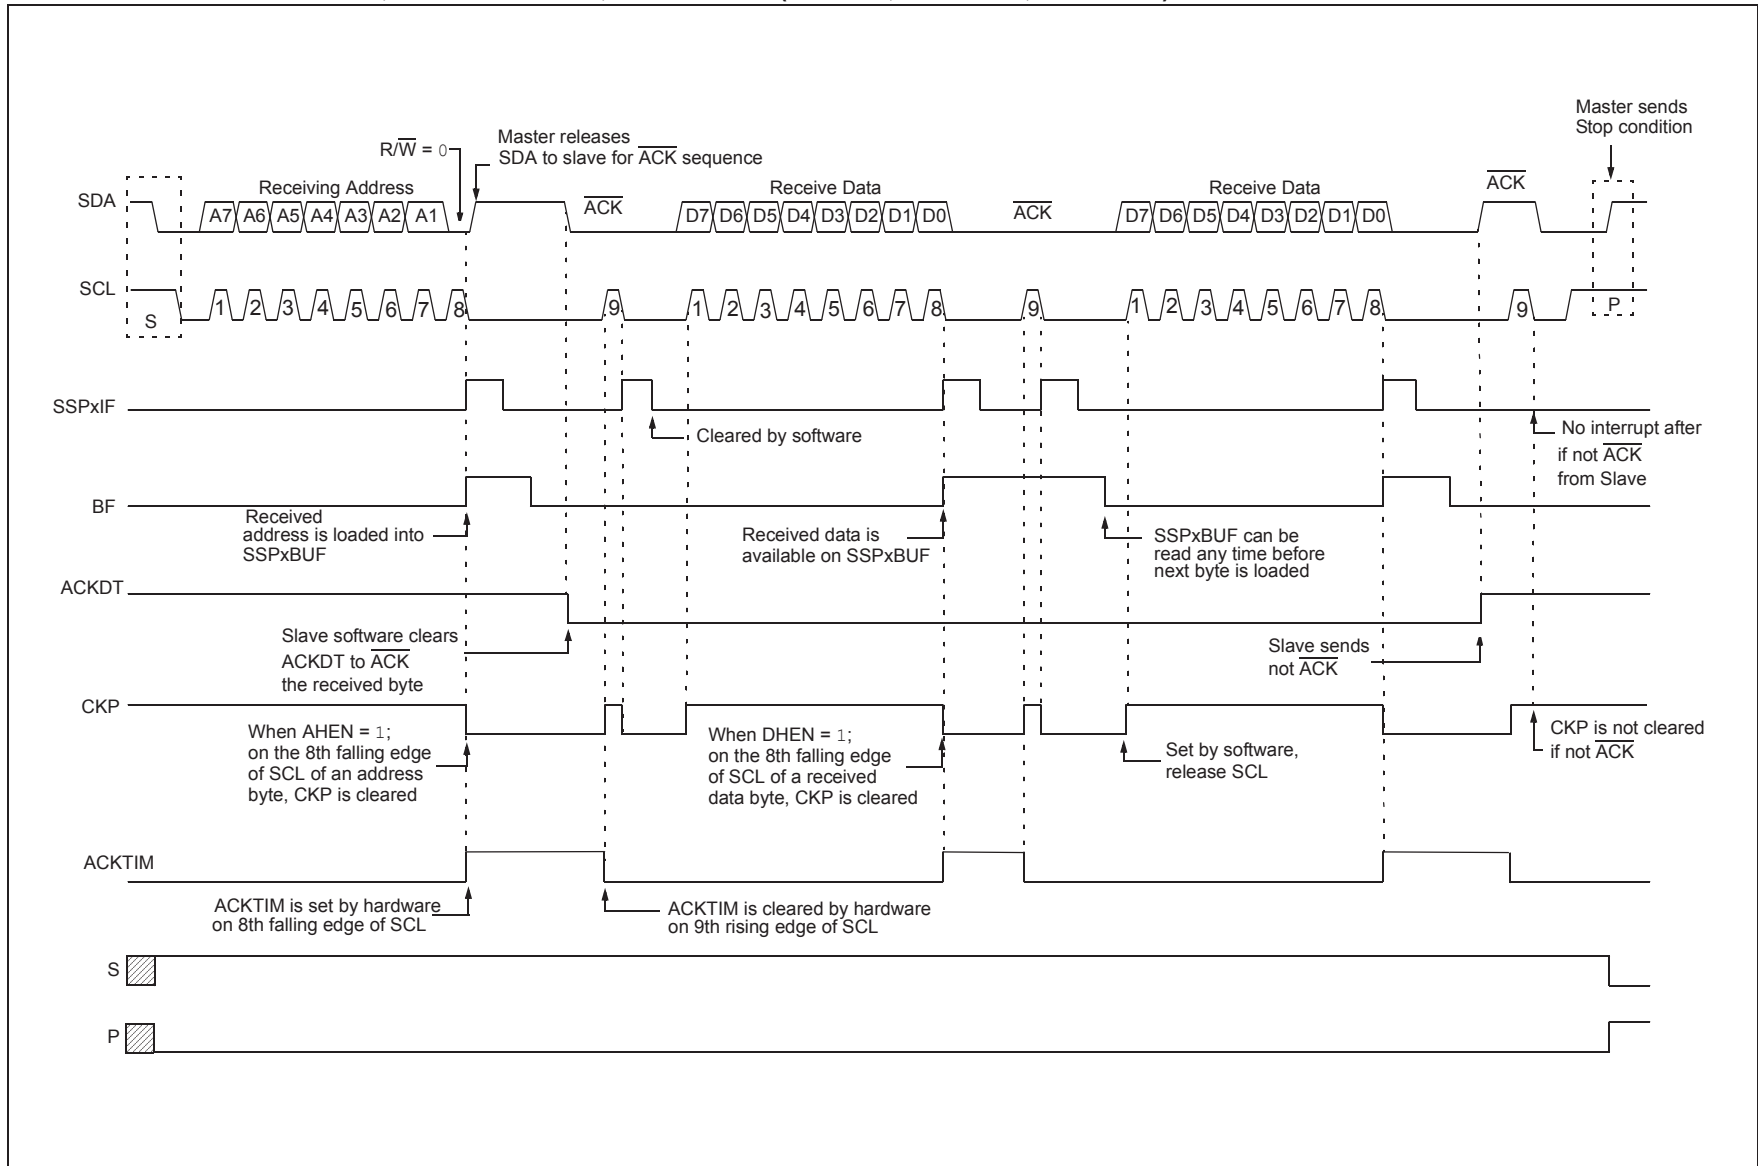 Master sends
Stop condition
Master releases
SDA to slave for ACK sequence
R/W = 0
SDA
Receiving Address
ACK
Receive Data
ACK
Receive Data
ACK
A7 A6 A5 A4 A3 A2 A1
D7 D6 D5 D4 D3 D2 D1 D0
D7 D6 D5 D4 D3 D2 D1 D0
SCL
S
1 2 3 4 5 6 7 8 9
1 2 3 4 5 6 7 8 9
1 2 3 4 5 6 7 8 9
P
SSPxIF
Cleared by software
No interrupt after
if not ACK
from Slave
BF
Received
address is loaded into
SSPxBUF
Received data is
available on SSPxBUF
SSPxBUF can be
read any time before
next byte is loaded
ACKDT
Slave software clears
ACKDT to ACK
the received byte
Slave sends
not ACK
CKP
When AHEN = 1;
on the 8th falling edge
of SCL of an address
byte, CKP is cleared
When DHEN = 1;
on the 8th falling edge
of SCL of a received
data byte, CKP is cleared
Set by software,
release SCL
CKP is not cleared
if not ACK
ACKTIM
ACKTIM is set by hardware
on 8th falling edge of SCL
ACKTIM is cleared by hardware
on 9th rising edge of SCL
S
P